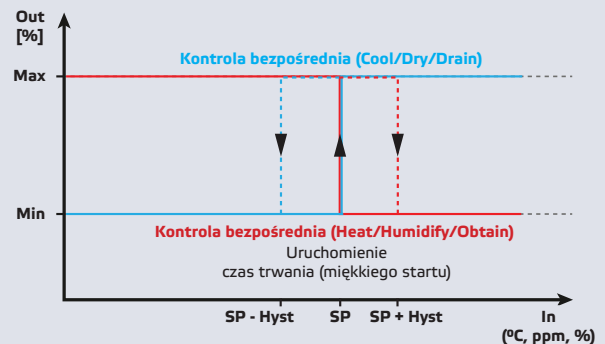 Out
[%]
Kontrola bezpośrednia (Cool/Dry/Drain)
Max
Min
Kontrola bezpośrednia (Heat/Humidify/Obtain)
Uruchomienie
czas trwania (miękkiego startu)
SP - Hyst
SP
SP + Hyst
In
(ºC, ppm, %)